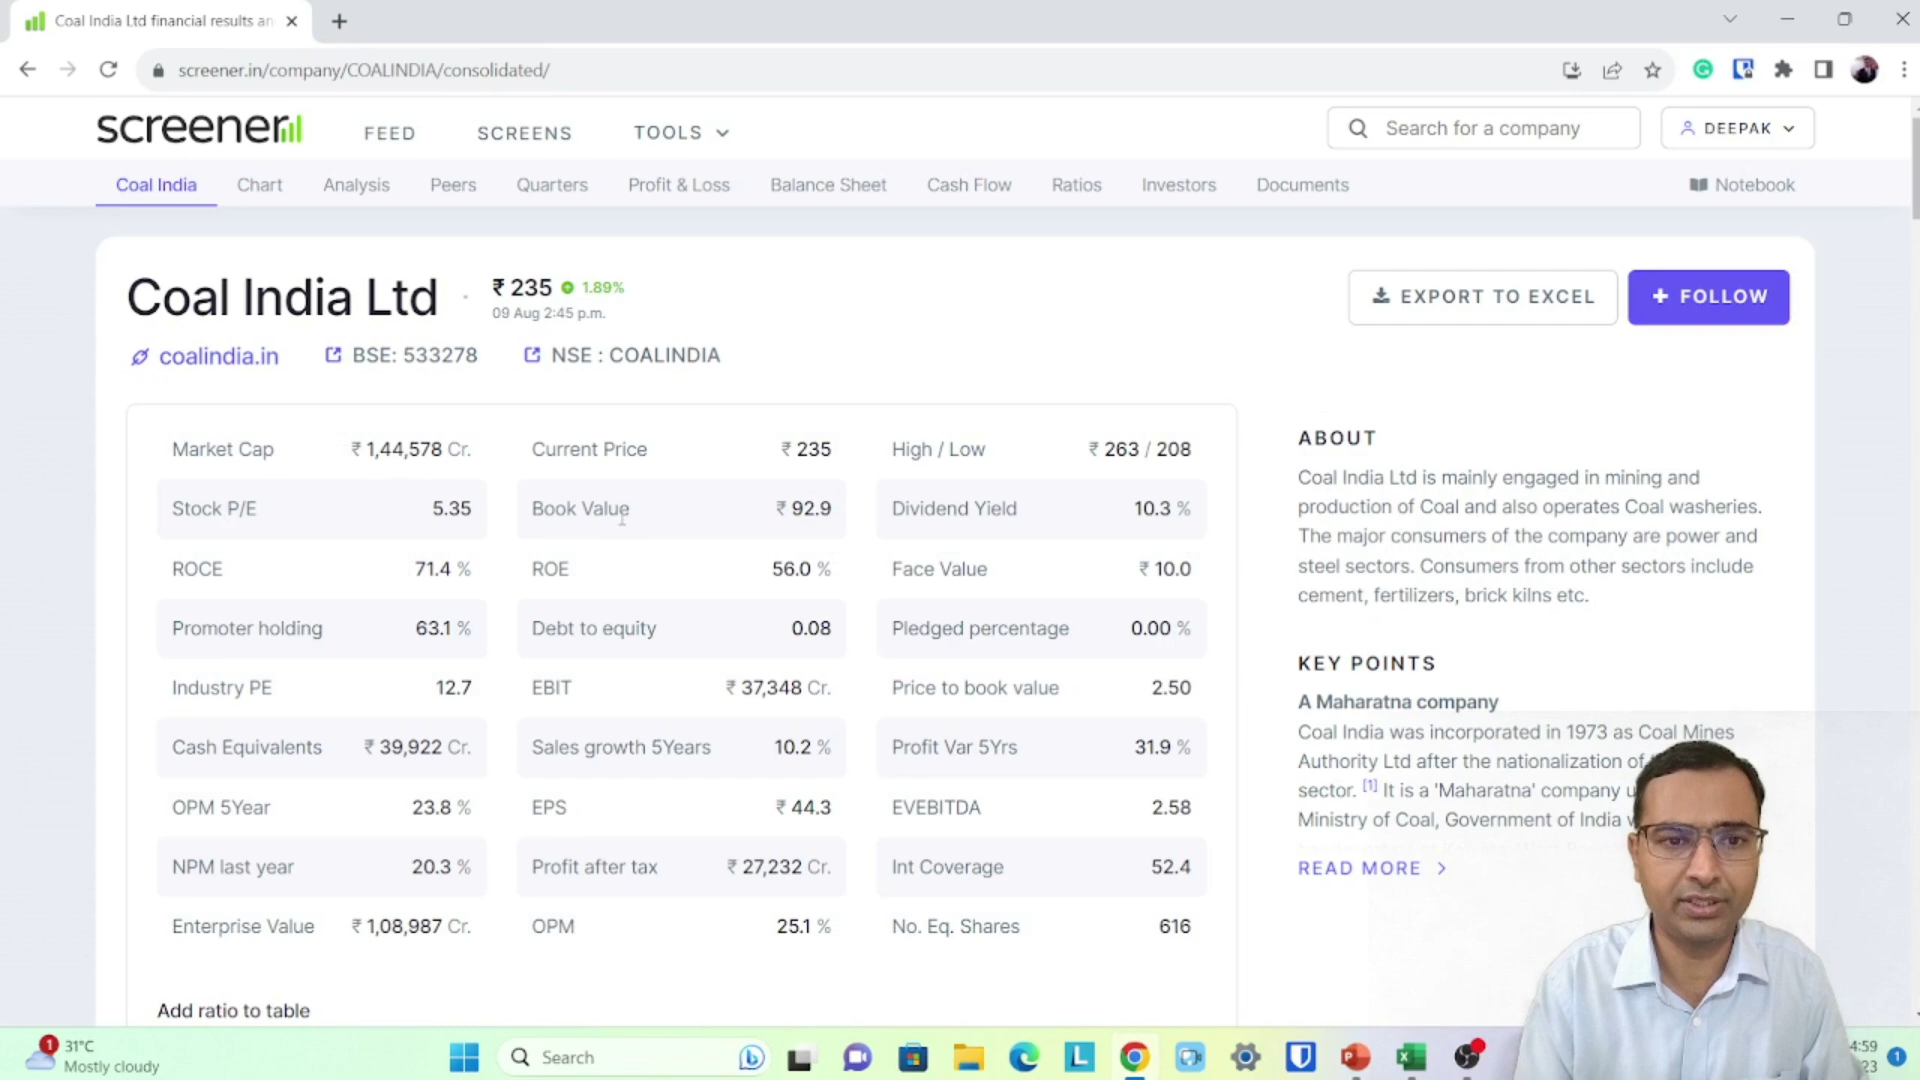 Coal India Ltd financial results an
screener.in/company/COALINDIA/consolidated/
screener FEED SCREENS TOOLS Search for a company DEEPAK
Coal India Chart Analysis Peers Quarters Profit & Loss Balance Sheet Cash Flow Ratios Investors Documents Notebook
Coal India Ltd ₹ 235 1.89%
09 Aug 2:45 p.m.
EXPORT TO EXCEL + FOLLOW
coalindia.in BSE: 533278 NSE : COALINDIA
Market Cap ₹ 1,44,578 Cr. Current Price ₹ 235 High / Low ₹ 263 / 208
Stock P/E 5.35 Book Value ₹ 92.9 Dividend Yield 10.3 %
ROCE 71.4 % ROE 56.0 % Face Value ₹ 10.0
Promoter holding 63.1 % Debt to equity 0.08 Pledged percentage 0.00 %
Industry PE 12.7 EBIT ₹ 37,348 Cr. Price to book value 2.50
Cash Equivalents ₹ 39,922 Cr. Sales growth 5Years 10.2 % Profit Var 5Yrs 31.9 %
OPM 5Year 23.8 % EPS ₹ 44.3 EVEBITDA 2.58
NPM last year 20.3 % Profit after tax ₹ 27,232 Cr. Int Coverage 52.4
Enterprise Value ₹ 1,08,987 Cr. OPM 25.1 % No. Eq. Shares 616
Add ratio to table
ABOUT
Coal India Ltd is mainly engaged in mining and
production of Coal and also operates Coal washeries.
The major consumers of the company are power and
steel sectors. Consumers from other sectors include
cement, fertilizers, brick kilns etc.
KEY POINTS
A Maharatna company
Coal India was incorporated in 1973 as Coal Mines
Authority Ltd after the nationalization of
sector. [1] It is a 'Maharatna' company
Ministry of Coal, Government of India
READ MORE
1
31°C
Mostly cloudy
Search
L
4:59
23
1